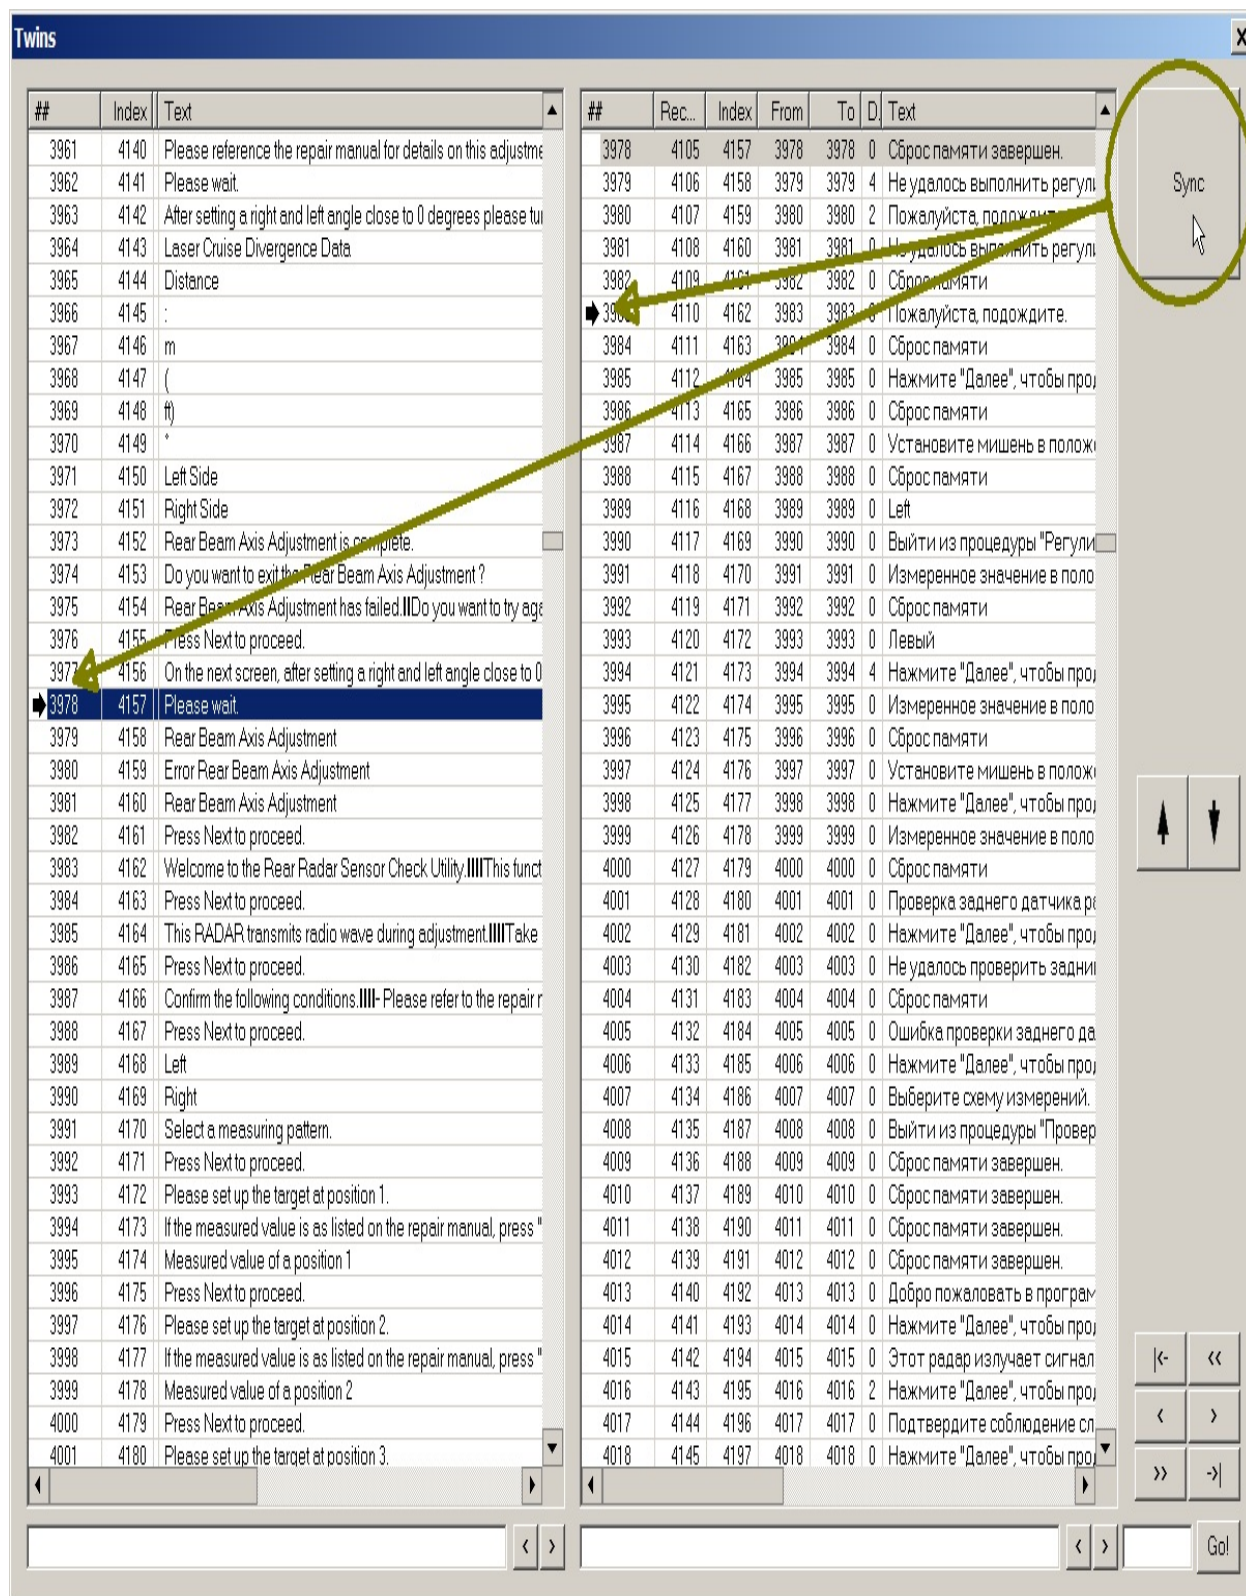 Twins
## Index Text
3961 4140 Please reference the repair manual for details on this adjustme
3962 4141 Please wait.
3963 4142 After setting a right and left angle close to 0 degrees please tur
3964 4143 Laser Cruise Divergence Data
3965 4144 Distance
3966 4145 :
3967 4146 m
3968 4147 (
3969 4148 ft)
3970 4149 °
3971 4150 Left Side
3972 4151 Right Side
3973 4152 Rear Beam Axis Adjustment is complete.
3974 4153 Do you want to exit the Rear Beam Axis Adjustment ?
3975 4154 Rear Beam Axis Adjustment has failed.||Do you want to try aga
3976 4155 Press Next to proceed.
3977 4156 On the next screen, after setting a right and left angle close to 0
3978 4157 Please wait.
3979 4158 Rear Beam Axis Adjustment
3980 4159 Error Rear Beam Axis Adjustment
3981 4160 Rear Beam Axis Adjustment
3982 4161 Press Next to proceed.
3983 4162 Welcome to the Rear Radar Sensor Check Utility.||||This funct
3984 4163 Press Next to proceed.
3985 4164 This RADAR transmits radio wave during adjustment.||||Take
3986 4165 Press Next to proceed.
3987 4166 Confirm the following conditions.||||- Please refer to the repair r
3988 4167 Press Next to proceed.
3989 4168 Left
3990 4169 Right
3991 4170 Select a measuring pattern.
3992 4171 Press Next to proceed.
3993 4172 Please set up the target at position 1.
3994 4173 If the measured value is as listed on the repair manual, press "
3995 4174 Measured value of a position 1
3996 4175 Press Next to proceed.
3997 4176 Please set up the target at position 2.
3998 4177 If the measured value is as listed on the repair manual, press "
3999 4178 Measured value of a position 2
4000 4179 Press Next to proceed.
4001 4180 Please set up the target at position 3.
## Rec... Index From To D. Text
3978 4105 4157 3978 3978 0 Сброс памяти завершен.
3979 4106 4158 3979 3979 4 Не удалось выполнить регули
3980 4107 4159 3980 3980 2 Пожалуйста, подождите.
3981 4108 4160 3981 3981 0 Не удалось выполнить регули
3982 4109 4161 3982 3982 0 Сброс памяти
4110 4162 3983 3983 Пожалуйста, подождите.
3984 4111 4163 3984 3984 0 Сброс памяти
3985 4112 4164 3985 3985 0 Нажмите "Далее", чтобы прод
3986 4113 4165 3986 3986 0 Сброс памяти
3987 4114 4166 3987 3987 0 Установите мишень в полож
3988 4115 4167 3988 3988 0 Сброс памяти
3989 4116 4168 3989 3989 0 Left
3990 4117 4169 3990 3990 0 Выйти из процедуры "Регули
3991 4118 4170 3991 3991 0 Измеренное значение в поло
3992 4119 4171 3992 3992 0 Сброс памяти
3993 4120 4172 3993 3993 0 Левый
3994 4121 4173 3994 3994 4 Нажмите "Далее", чтобы прод
3995 4122 4174 3995 3995 0 Измеренное значение в поло
3996 4123 4175 3996 3996 0 Сброс памяти
3997 4124 4176 3997 3997 0 Установите мишень в полож
3998 4125 4177 3998 3998 0 Нажмите "Далее", чтобы прод
3999 4126 4178 3999 3999 0 Измеренное значение в поло
4000 4127 4179 4000 4000 0 Сброс памяти
4001 4128 4180 4001 4001 0 Проверка заднего датчика ра
4002 4129 4181 4002 4002 0 Нажмите "Далее", чтобы прод
4003 4130 4182 4003 4003 0 Не удалось проверить задни
4004 4131 4183 4004 4004 0 Сброс памяти
4005 4132 4184 4005 4005 0 Ошибка проверки заднего да
4006 4133 4185 4006 4006 0 Нажмите "Далее", чтобы прод
4007 4134 4186 4007 4007 0 Выберите схему измерений.
4008 4135 4187 4008 4008 0 Выйти из процедуры "Провер
4009 4136 4188 4009 4009 0 Сброс памяти завершен.
4010 4137 4189 4010 4010 0 Сброс памяти завершен.
4011 4138 4190 4011 4011 0 Сброс памяти завершен.
4012 4139 4191 4012 4012 0 Сброс памяти завершен.
4013 4140 4192 4013 4013 0 Добро пожаловать в програм
4014 4141 4193 4014 4014 0 Нажмите "Далее", чтобы прод
4015 4142 4194 4015 4015 0 Этот радар излучает сигнал
4016 4143 4195 4016 4016 2 Нажмите "Далее", чтобы прод
4017 4144 4196 4017 4017 0 Подтвердите соблюдение сл
4018 4145 4197 4018 4018 0 Нажмите "Далее", чтобы прод
Sync
|<- <<
< >
>> ->|
< >
< >
Go!